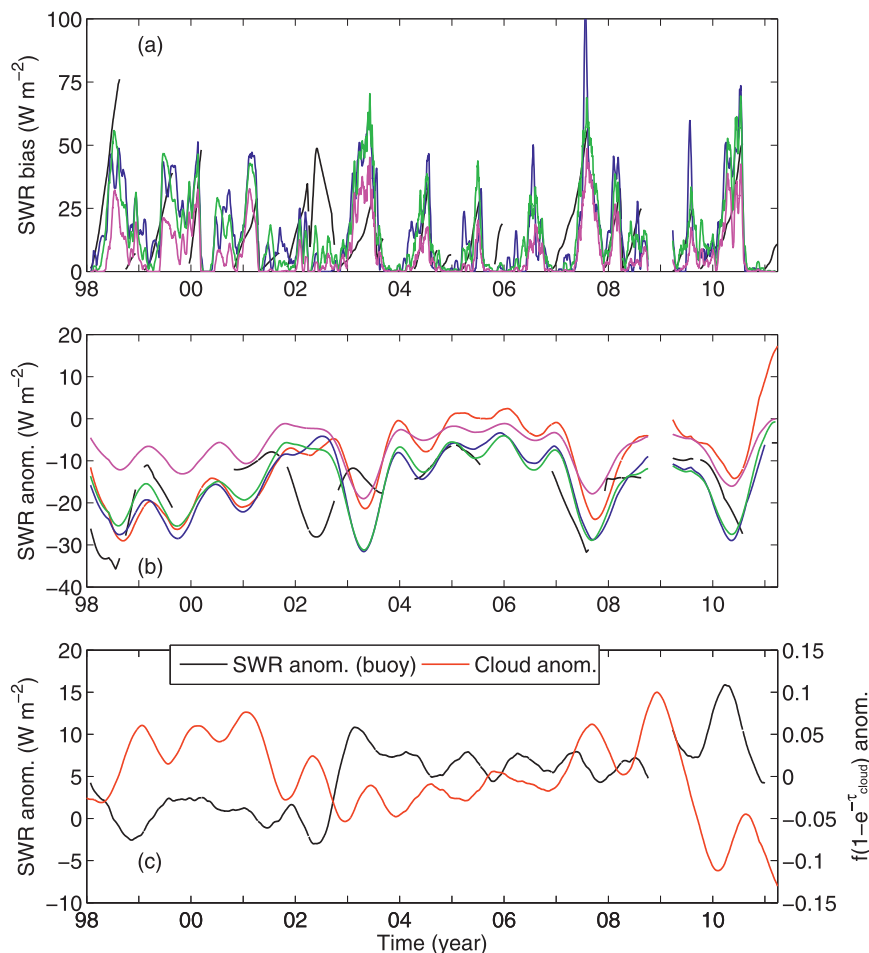 (a)
SWR bias (W m−2)
100
75
50
25
0
98 00 02 04 06 08 10
SWR anom. (W m−2)
20
10
0
−10
−20
−30
−40
(b)
98 00 02 04 06 08 10
SWR anom. (buoy) Cloud anom.
SWR anom. (W m−2)
20
15
10
5
0
−5
−10
(c)
0.15
0.1
0.05
0
−0.05
−0.1
−0.15
f(1−e−τcloud) anom.
98 00 02 04 06 08 10
Time (year)